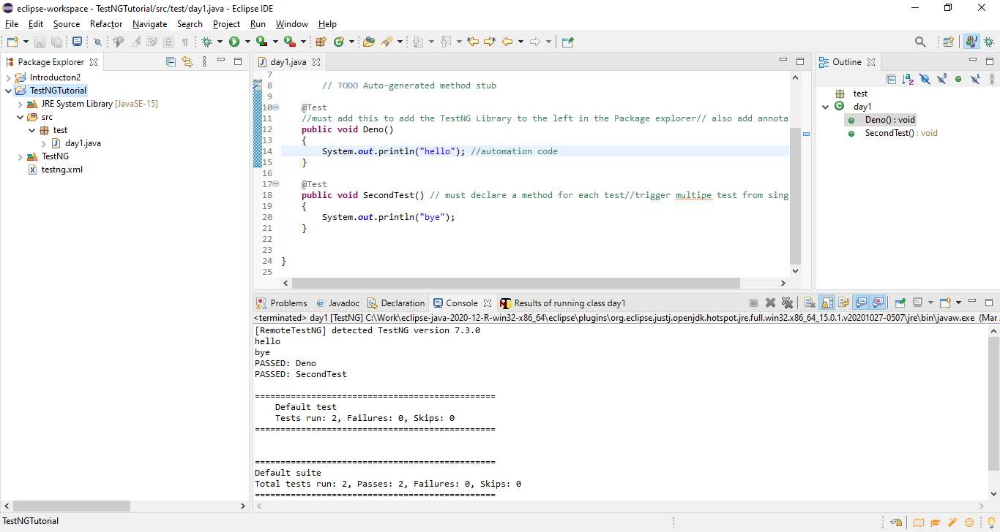 eclipse-workspace - TestNGTutorial/src/test/day1.java - Eclipse IDE
File Edit Source Refactor Navigate Search Project Run Window Help
Package Explorer
Introducton2
TestNGTutorial
JRE System Library [JavaSE-15]
src
test
day1.java
TestNG
testng.xml
day1.java
7
8 // TODO Auto-generated method stub
9
10 @Test
11 //must add this to add the TestNG Library to the left in the Package explorer// also add annota
12 public void Deno()
13 {
14 System.out.println("hello"); //automation code
15 }
16
17 @Test
18 public void SecondTest() // must declare a method for each test//trigger multipe test from sing
19 {
20 System.out.println("bye");
21 }
22
23
24 }
25
Outline
test
day1
Deno() : void
SecondTest() : void
Problems @ Javadoc Declaration Console Results of running class day1
<terminated> day1 [TestNG] C:\Work\eclipse-java-2020-12-R-win32-x86_64\eclipse\plugins\org.eclipse.justj.openjdk.hotspot.jre.full.win32.x86_64_15.0.1.v20201027-0507\jre\bin\javaw.exe (Mar
[RemoteTestNG] detected TestNG version 7.3.0
hello
bye
PASSED: Deno
PASSED: SecondTest
===============================================
Default test
Tests run: 2, Failures: 0, Skips: 0
===============================================
===============================================
Default suite
Total tests run: 2, Passes: 2, Failures: 0, Skips: 0
===============================================
TestNGTutorial